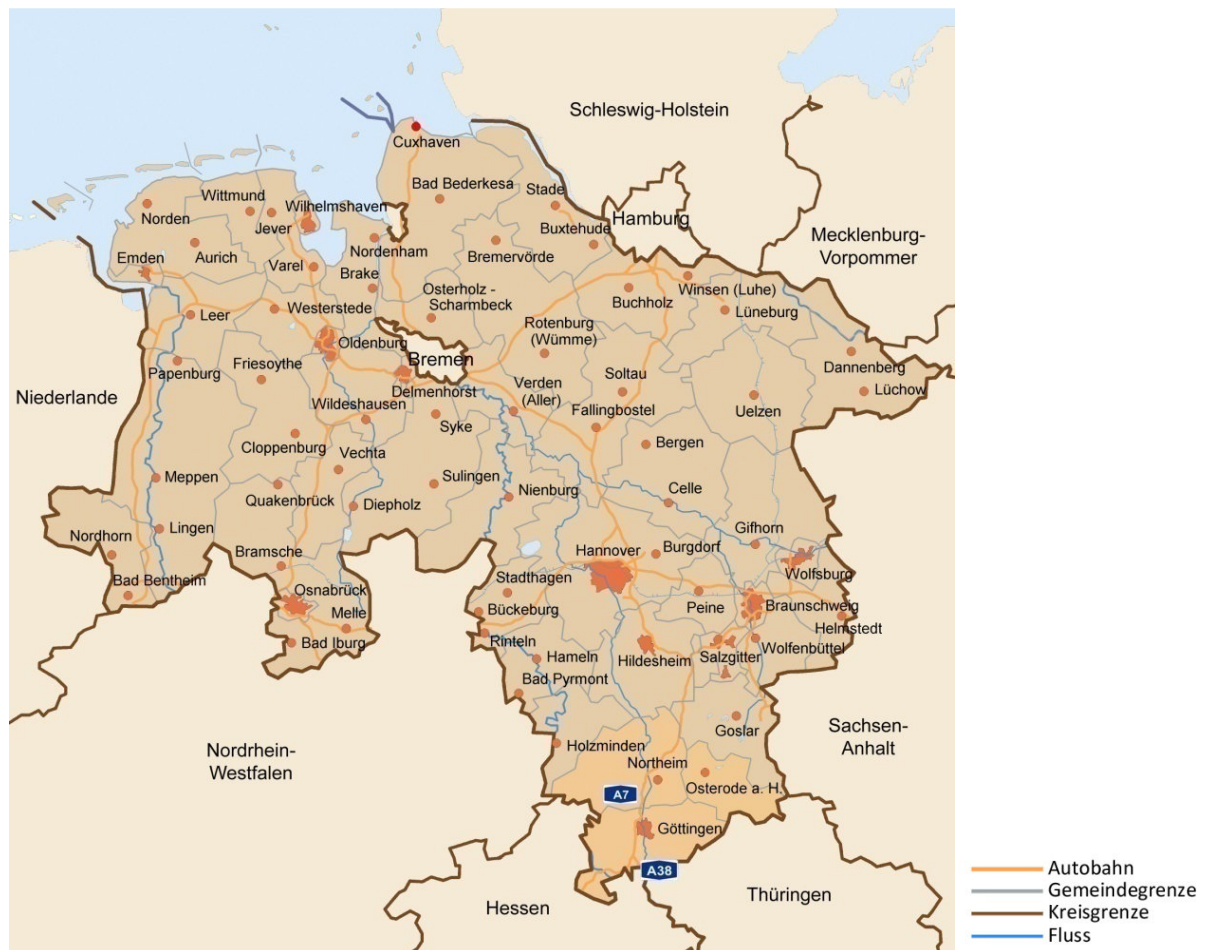 Schleswig-Holstein
Cuxhaven
Bad Bederkesa
Stade
Wittmund
Wilhelmshaven
Hamburg
Norden
Jever
Buxtehude
Mecklenburg-
Vorpommer
Nordenham
Aurich
Bremervörde
Emden
Varel
Brake
Osterholz -
Scharmbeck
Winsen (Luhe)
Buchholz
Westerstede
Lüneburg
Leer
Rotenburg
(Wümme)
Oldenburg
Bremen
Friesoythe
Dannenberg
Papenburg
Soltau
Niederlande
Delmenhorst
Verden
(Aller)
Lüchow
Wildeshausen
Fallingbostel
Uelzen
Syke
Cloppenburg
Bergen
Vechta
Meppen
Sulingen
Celle
Quakenbrück
Nienburg
Diepholz
Lingen
Gifhorn
Nordhorn
Bramsche
Hannover
Burgdorf
Wolfsburg
Bad Bentheim
Stadthagen
Osnabrück
Peine
Braunschweig
Melle
Bückeburg
Helmstedt
Rinteln
Bad Iburg
Wolfenbüttel
Hameln
Hildesheim
Salzgitter
Bad Pyrmont
Sachsen-
Anhalt
Goslar
Nordrhein-
Westfalen
Holzminden
Northeim
Osterode a. H.
A7
Göttingen
A38
Thüringen
Hessen
Autobahn
Gemeindegrenze
Kreisgrenze
Fluss